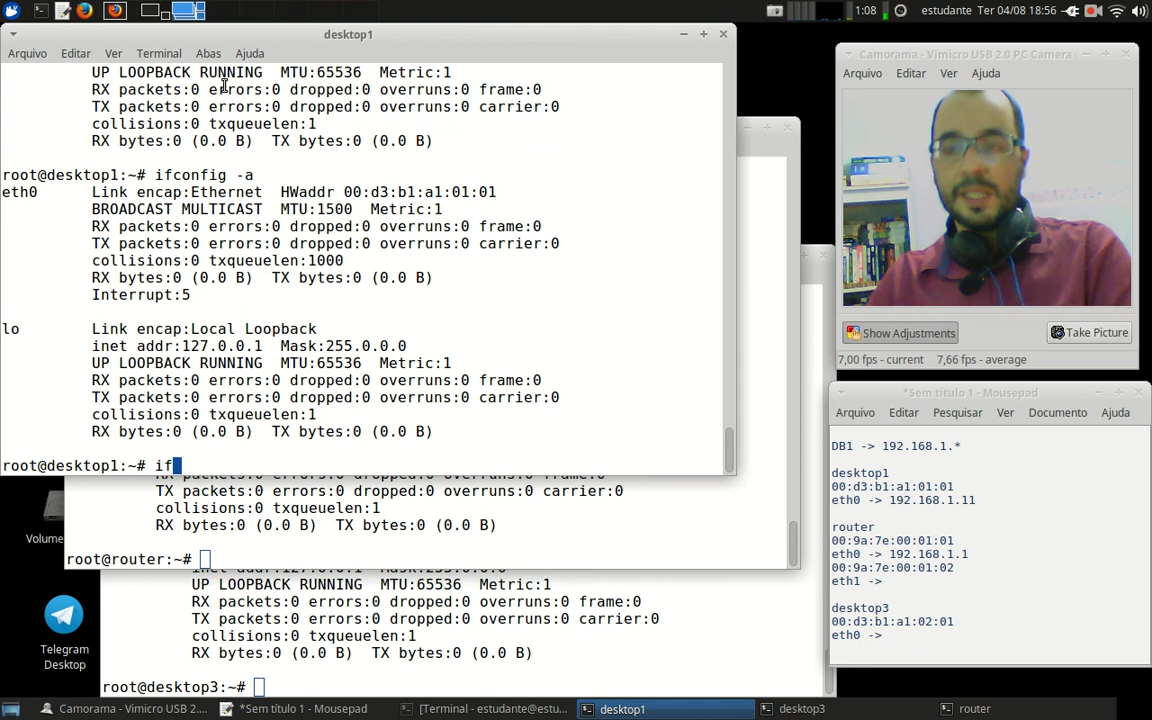 1:08 estudante Ter 04/08 18:56
desktop1
Arquivo Editar Ver Terminal Abas Ajuda
UP LOOPBACK RUNNING MTU:65536 Metric:1
RX packets:0 errors:0 dropped:0 overruns:0 frame:0
TX packets:0 errors:0 dropped:0 overruns:0 carrier:0
collisions:0 txqueuelen:1
RX bytes:0 (0.0 B) TX bytes:0 (0.0 B)
root@desktop1:~# ifconfig -a
eth0 Link encap:Ethernet HWaddr 00:d3:b1:a1:01:01
BROADCAST MULTICAST MTU:1500 Metric:1
RX packets:0 errors:0 dropped:0 overruns:0 frame:0
TX packets:0 errors:0 dropped:0 overruns:0 carrier:0
collisions:0 txqueuelen:1000
RX bytes:0 (0.0 B) TX bytes:0 (0.0 B)
Interrupt:5
lo Link encap:Local Loopback
inet addr:127.0.0.1 Mask:255.0.0.0
UP LOOPBACK RUNNING MTU:65536 Metric:1
RX packets:0 errors:0 dropped:0 overruns:0 frame:0
TX packets:0 errors:0 dropped:0 overruns:0 carrier:0
collisions:0 txqueuelen:1
RX bytes:0 (0.0 B) TX bytes:0 (0.0 B)
root@desktop1:~# if
TX packets:0 errors:0 dropped:0 overruns:0 carrier:0
collisions:0 txqueuelen:1
RX bytes:0 (0.0 B) TX bytes:0 (0.0 B)
root@router:~#
UP LOOPBACK RUNNING MTU:65536 Metric:1
RX packets:0 errors:0 dropped:0 overruns:0 frame:0
TX packets:0 errors:0 dropped:0 overruns:0 carrier:0
collisions:0 txqueuelen:1
RX bytes:0 (0.0 B) TX bytes:0 (0.0 B)
root@desktop3:~#
Volume
Telegram
Desktop
Camorama - Vimicro USB 2.0 PC Camera
Arquivo Editar Ver Ajuda
Show Adjustments Take Picture
7,00 fps - current 7,66 fps - average
*Sem título 1 - Mousepad
Arquivo Editar Pesquisar Ver Documento Ajuda
DB1 -> 192.168.1.*
desktop1
00:d3:b1:a1:01:01
eth0 -> 192.168.1.11
router
00:9a:7e:00:01:01
eth0 -> 192.168.1.1
00:9a:7e:00:01:02
eth1 ->
desktop3
00:d3:b1:a1:02:01
eth0 ->
Camorama - Vimicro USB 2.... *Sem título 1 - Mousepad [Terminal - estudante@estu... desktop1 desktop3 router